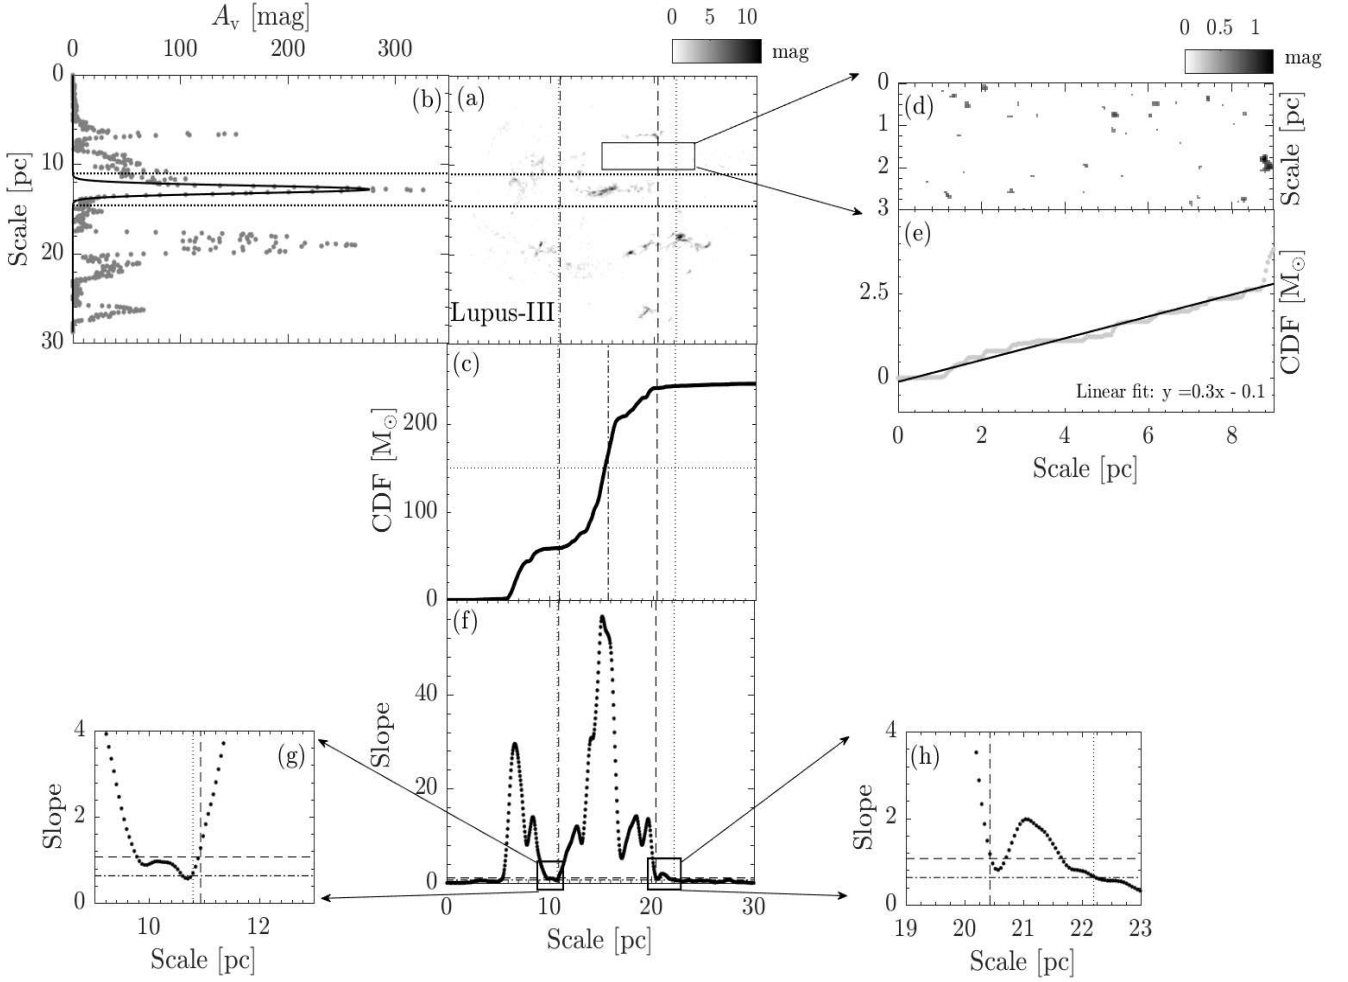 A_v [mag]
0 100 200 300
0 5 10
mag
0 0.5 1
mag
Scale [pc]
0
10
20
30
(b)
(a)
Lupus-III
(d)
0
1
2
3
Scale [pc]
(e)
2.5
0
CDF [M☉]
Linear fit: y =0.3x - 0.1
0 2 4 6 8
Scale [pc]
(c)
CDF [M☉]
200
100
0
(f)
Slope
40
20
0
0 10 20 30
Scale [pc]
(g)
Slope
4
2
0
10 12
Scale [pc]
(h)
Slope
4
2
0
19 20 21 22 23
Scale [pc]